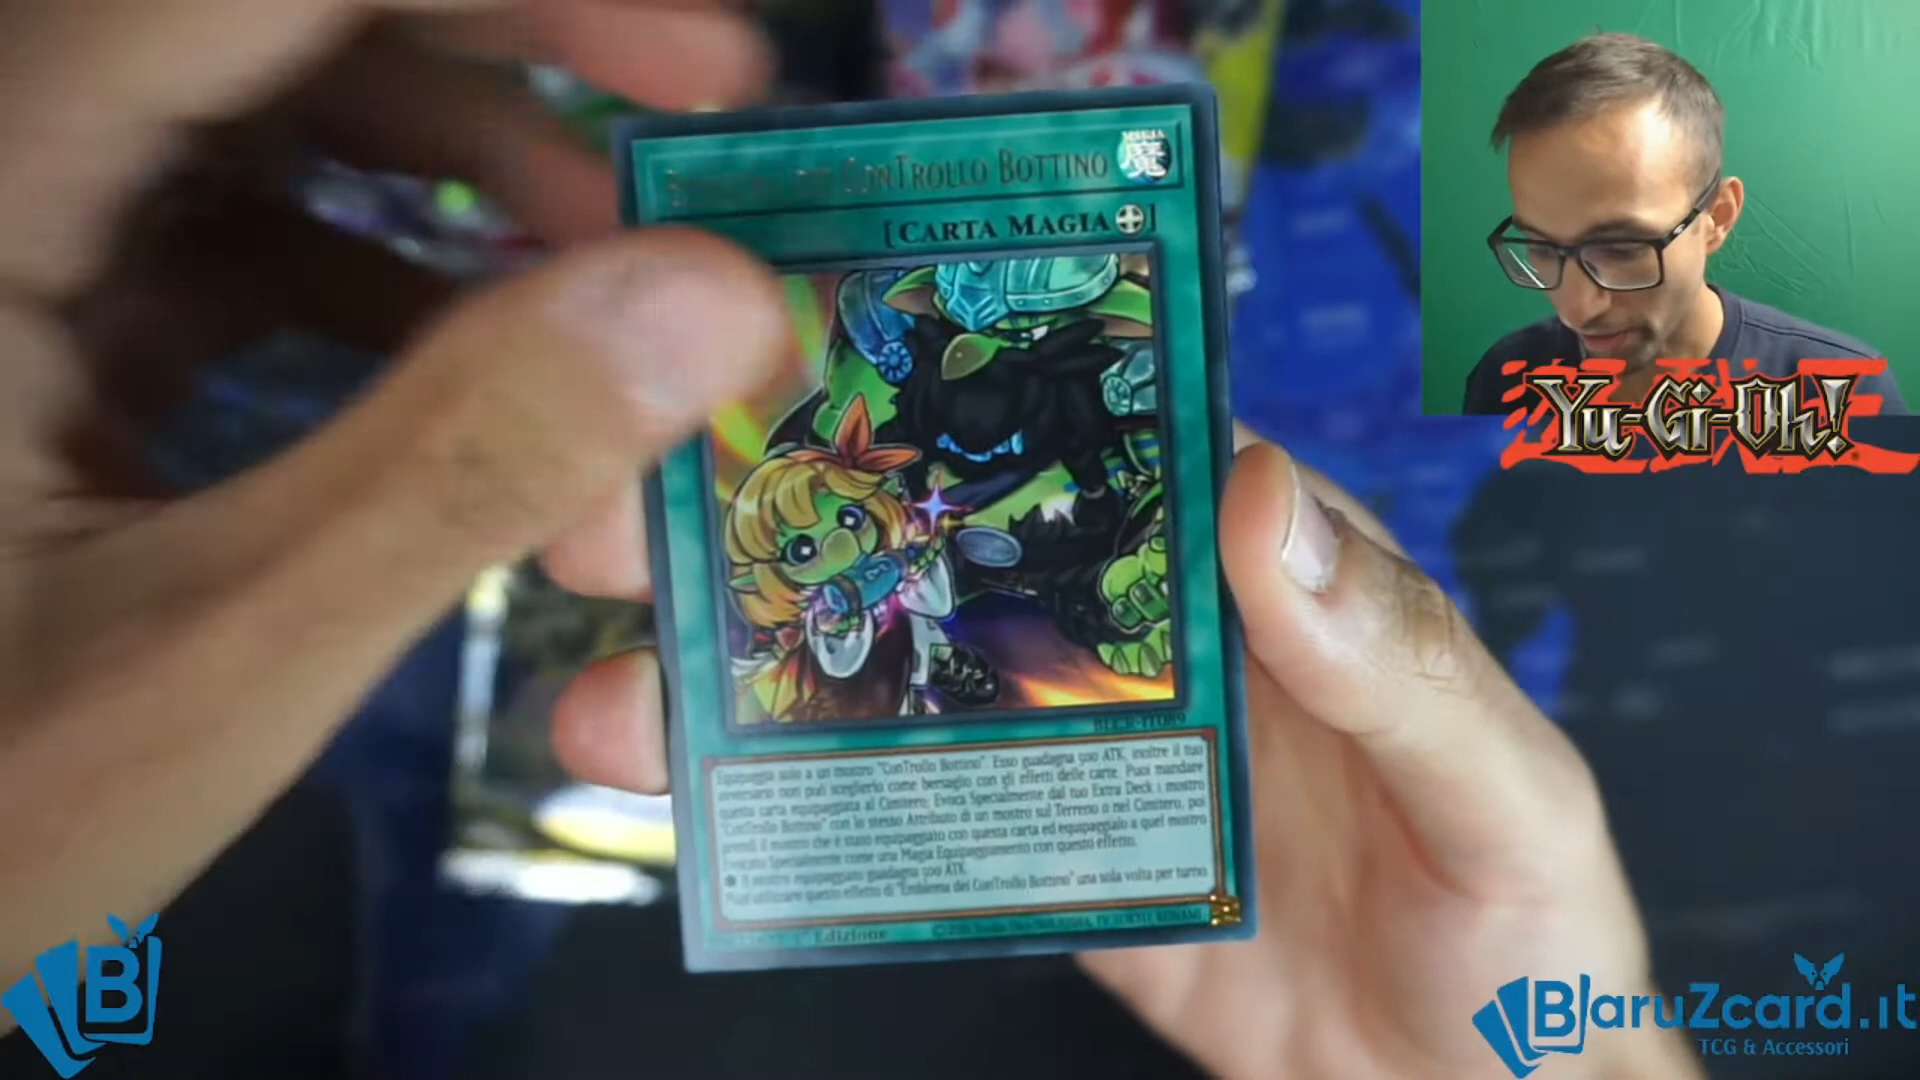 ConTrollo Bottino
MAGIA
魔
[Carta Magia]
Yu-Gi-Oh!
BLCR-IT089
Equipaggia solo a un mostro "ConTrollo Bottino". Esso guadagna 500 ATK, inoltre il tuo
avversario non può sceglierlo come bersaglio con gli effetti delle carte. Puoi mandare
questa carta equipaggiata al Cimitero; Evoca Specialmente dal tuo Extra Deck 1 mostro
"ConTrollo Bottino" con lo stesso Attributo di un mostro sul Terreno o nel Cimitero, poi
prendi il mostro che è stato equipaggiato con questa carta ed equipaggialo a quel mostro
Evocato Specialmente come una Magia Equipaggiamento con questo effetto.
● Il mostro equipaggiato guadagna 500 ATK.
Puoi utilizzare questo effetto di "Emblema dei ConTrollo Bottino" una sola volta per turno.
1ª Edizione
KONAMI
B
BlaruZcard.it
TCG & Accessori